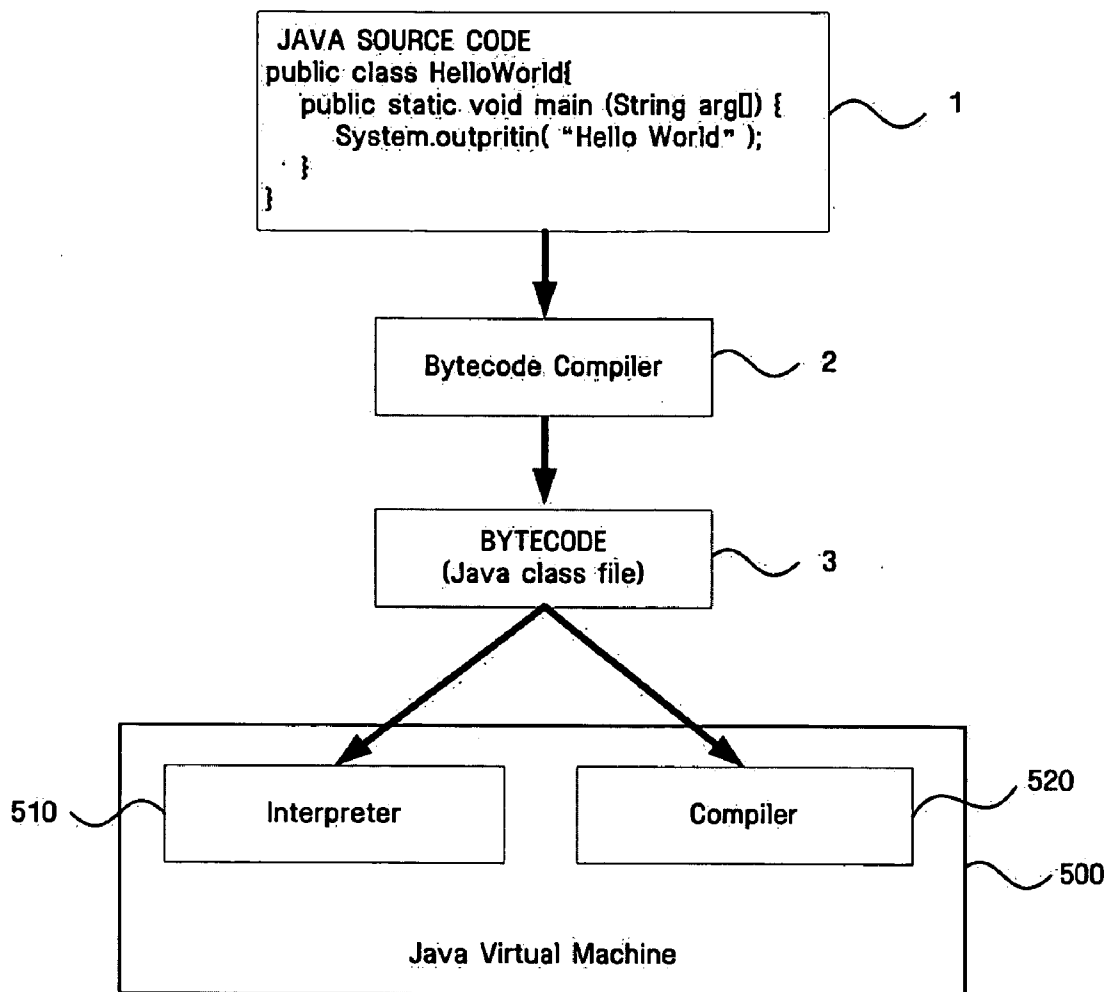 JAVA SOURCE CODE
public class HelloWorld{
public static void main (String arg[]) {
System.outpritin( “Hello World” );
}
}
1
Bytecode Compiler
2
BYTECODE
(Java class file)
3
510
Interpreter
Compiler
520
500
Java Virtual Machine